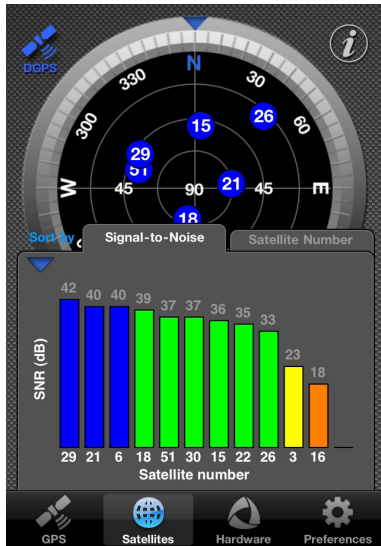 DGPS
i
N
330
30
300
60
26
15
29
51
21
W
45
90
45
E
18
Sort by
Signal-to-Noise
Satellite Number
SNR (dB)
42 40 40 39 37 37 36 35 33 23 18
29 21 6 18 51 30 15 22 26 3 16
Satellite number
GPS Satellites Hardware Preferences